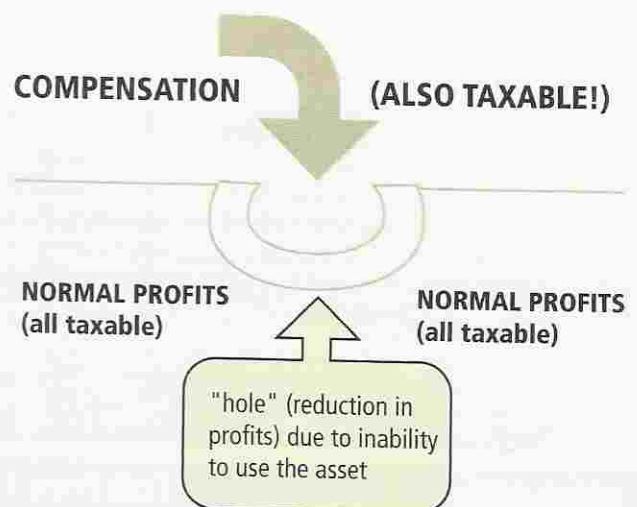 COMPENSATION
(ALSO TAXABLE!)
NORMAL PROFITS
(all taxable)
NORMAL PROFITS
(all taxable)
"hole" (reduction in
profits) due to inability
to use the asset